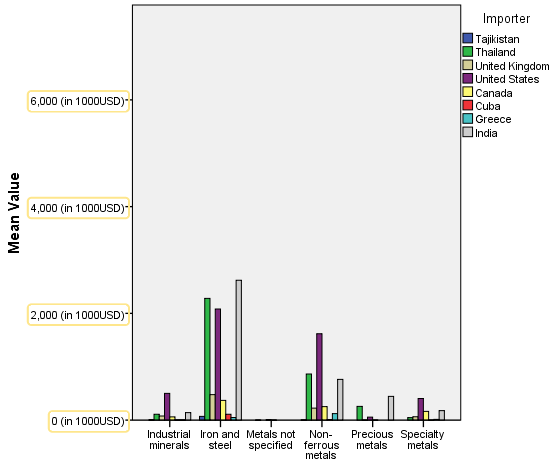 Importer
Tajikistan
Thailand
United Kingdom
United States
Canada
Cuba
Greece
India
Mean Value
6,000 (in 1000USD)
4,000 (in 1000USD)
2,000 (in 1000USD)
0 (in 1000USD)
Industrial
minerals
Iron and
steel
Metals not
specified
Non-
ferrous
metals
Precious
metals
Specialty
metals